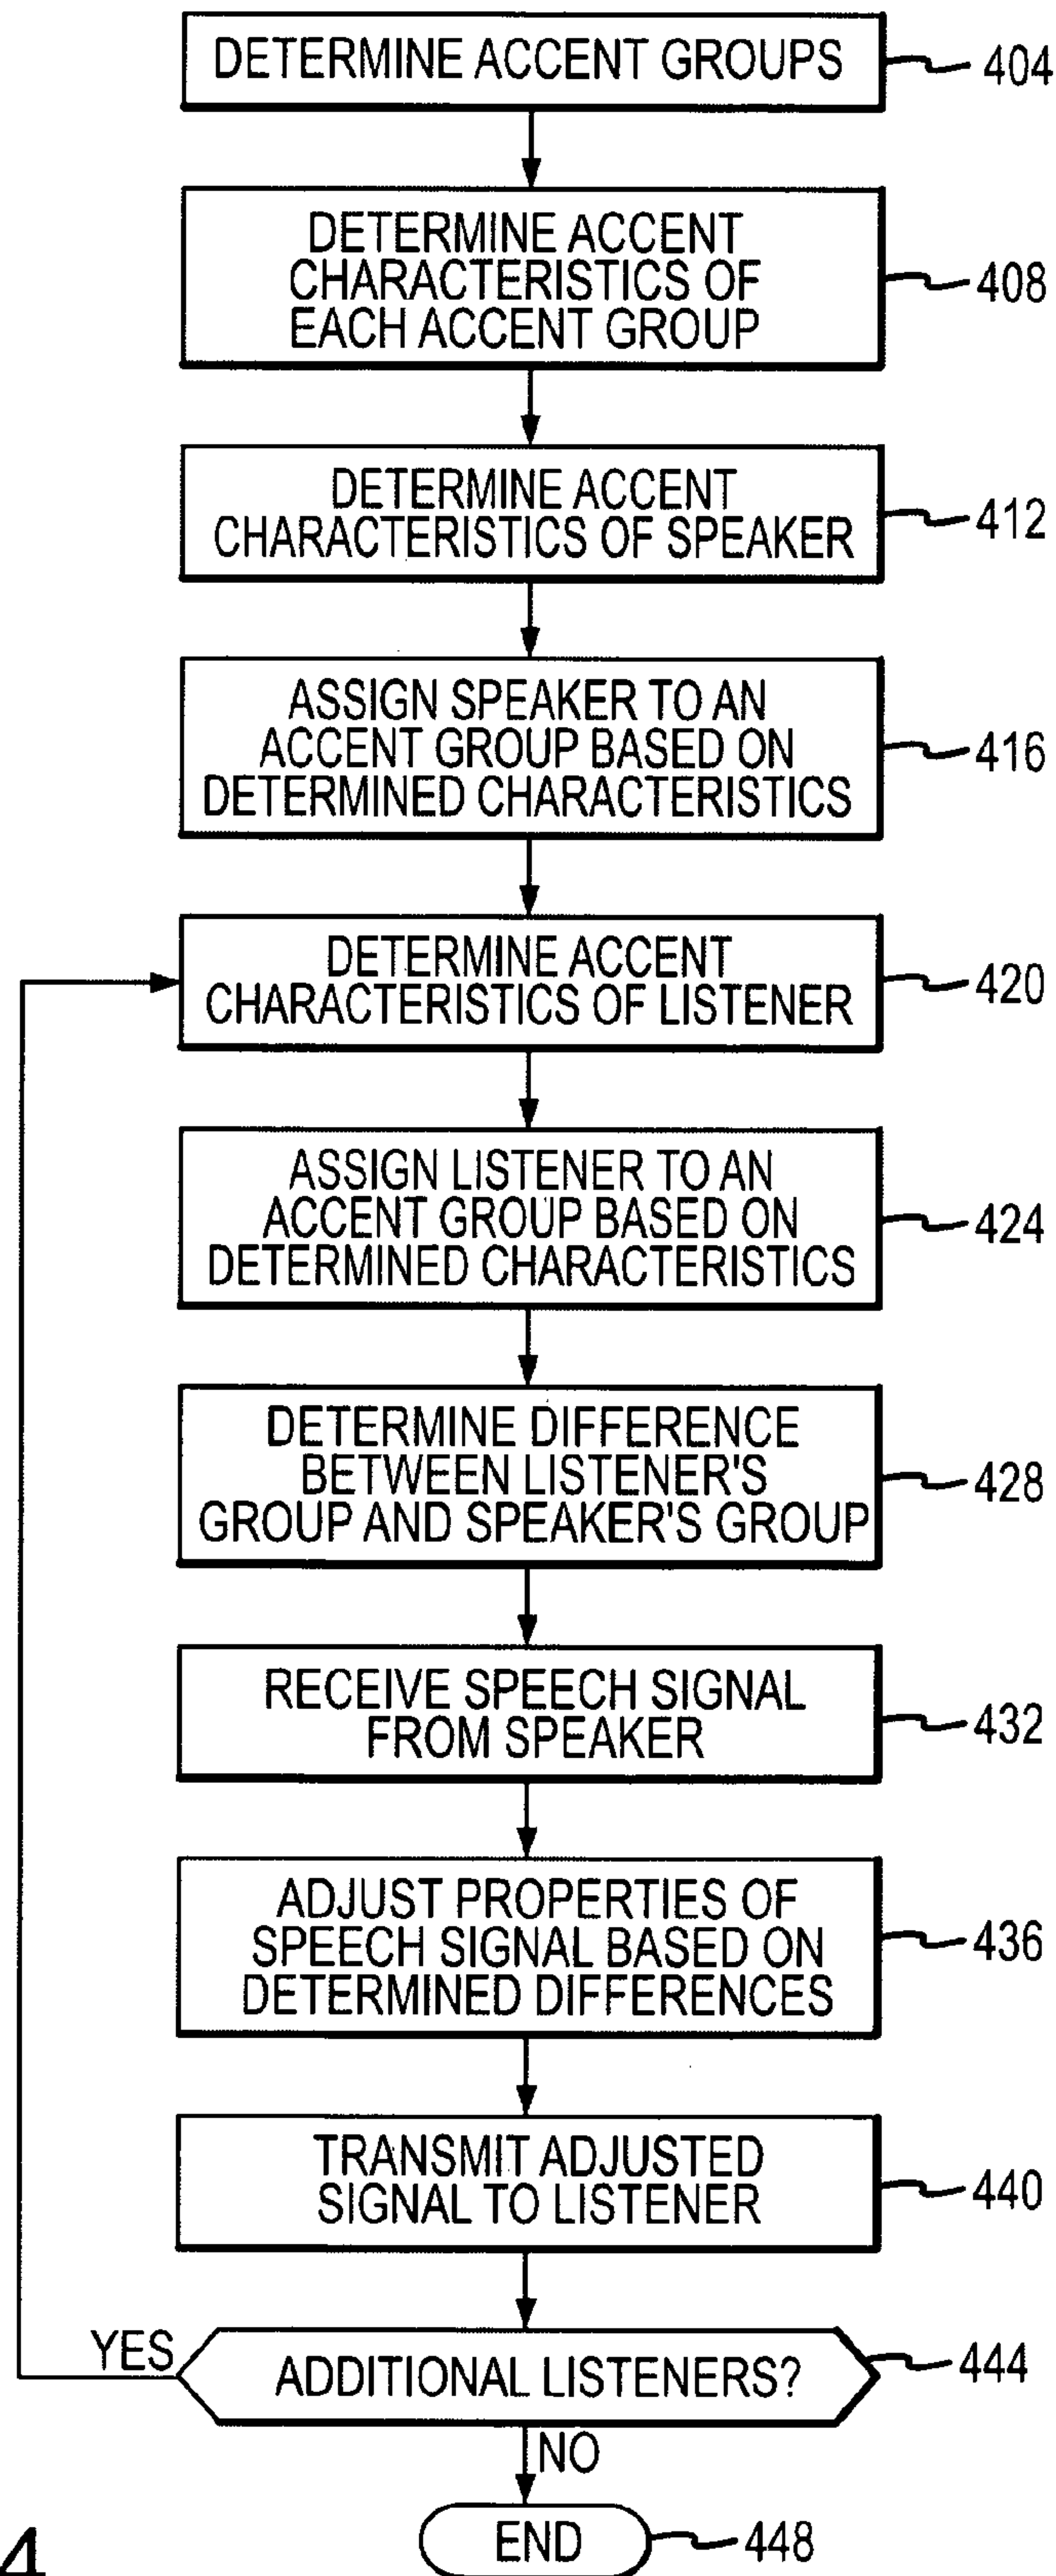 DETERMINE ACCENT GROUPS
404
DETERMINE ACCENT
CHARACTERISTICS OF
EACH ACCENT GROUP
408
DETERMINE ACCENT
CHARACTERISTICS OF SPEAKER
412
ASSIGN SPEAKER TO AN
ACCENT GROUP BASED ON
DETERMINED CHARACTERISTICS
416
DETERMINE ACCENT
CHARACTERISTICS OF LISTENER
420
ASSIGN LISTENER TO AN
ACCENT GROUP BASED ON
DETERMINED CHARACTERISTICS
424
DETERMINE DIFFERENCE
BETWEEN LISTENER'S
GROUP AND SPEAKER'S GROUP
428
RECEIVE SPEECH SIGNAL
FROM SPEAKER
432
ADJUST PROPERTIES OF
SPEECH SIGNAL BASED ON
DETERMINED DIFFERENCES
436
TRANSMIT ADJUSTED
SIGNAL TO LISTENER
440
YES
ADDITIONAL LISTENERS?
444
NO
END
448
4